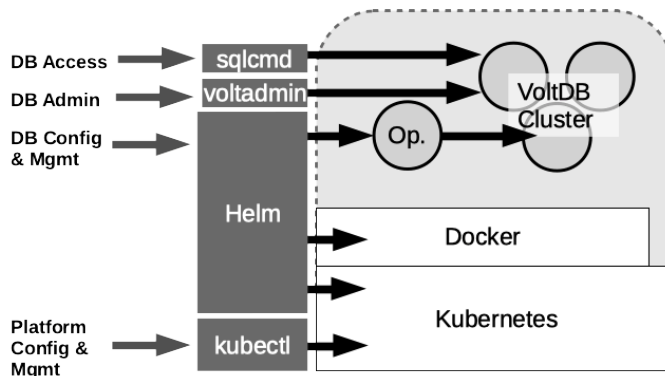 DB Access
sqlcmd
DB Admin
voltadmin
VoltDB
Cluster
DB Config
& Mgmt
Op.
Helm
Docker
Kubernetes
Platform
Config &
Mgmt
kubectl